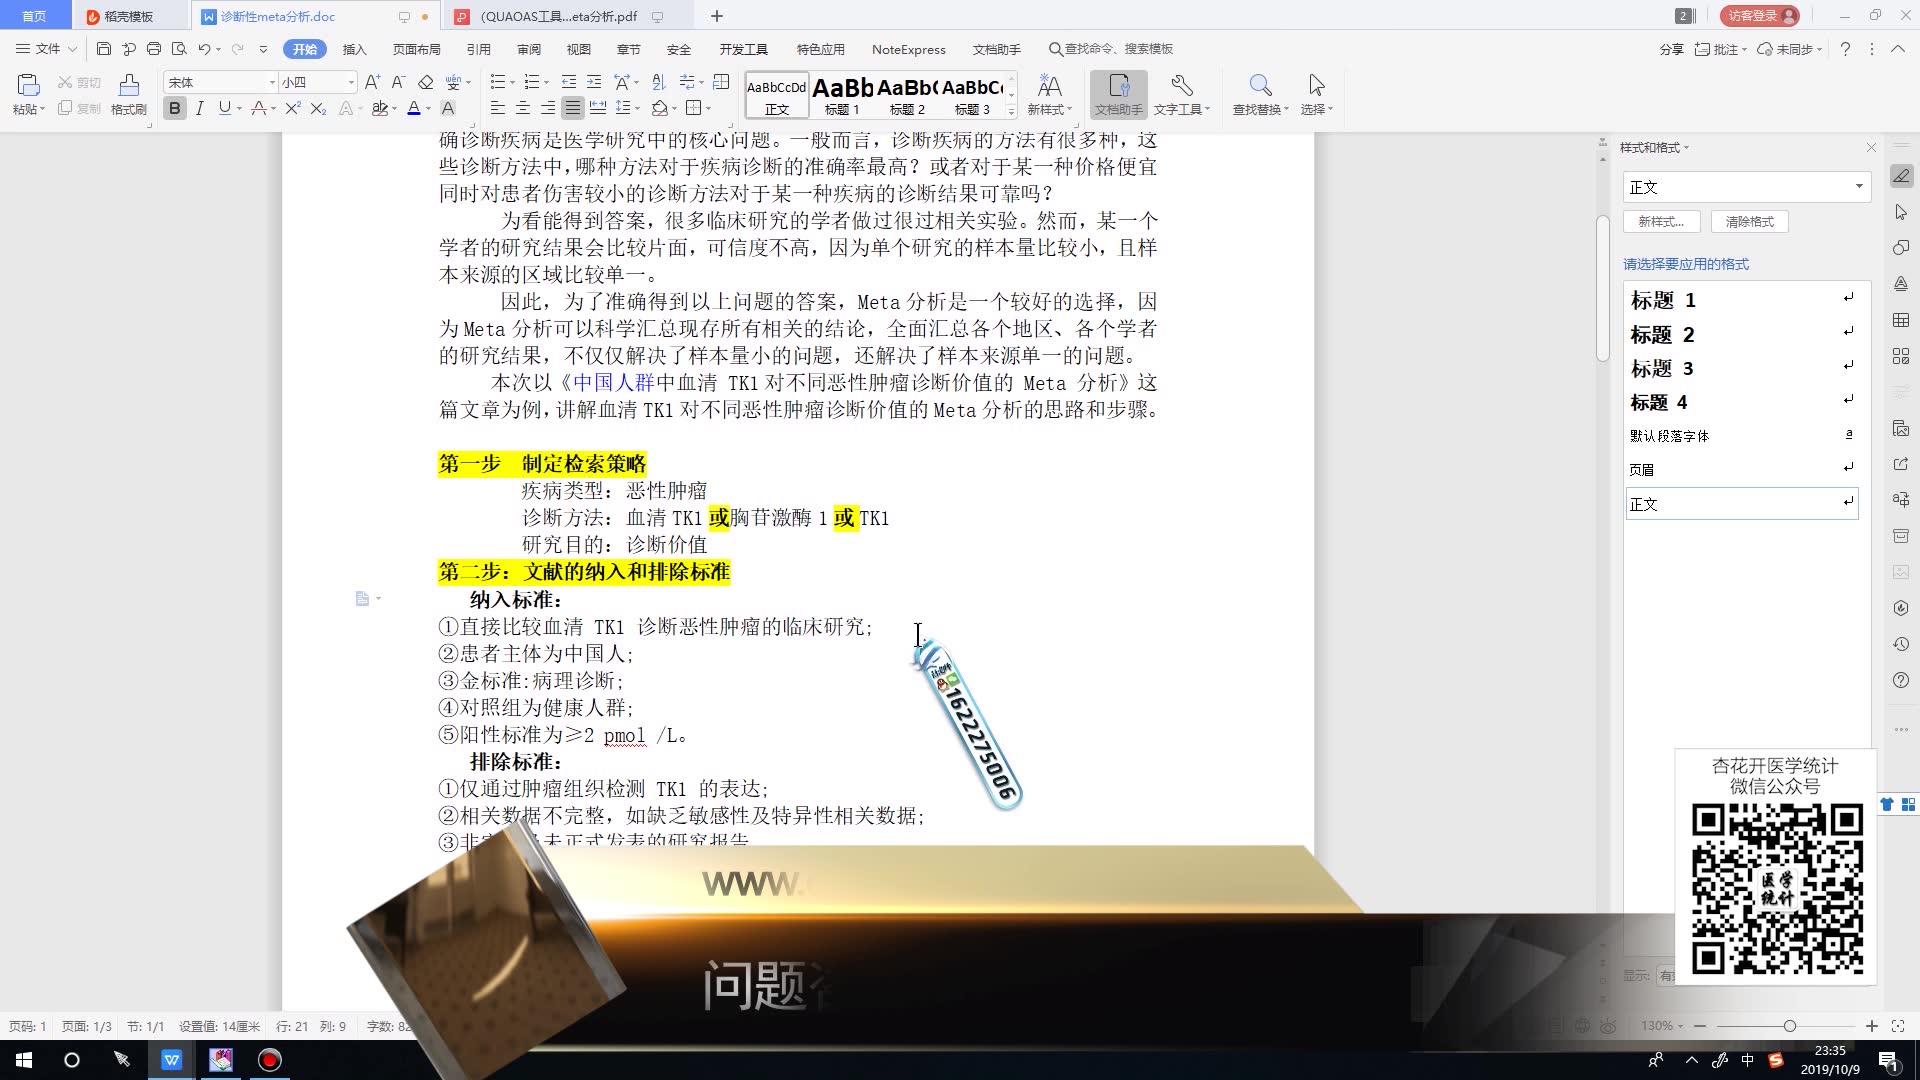 首页
稻壳模板
诊断性meta分析.doc
（QUAOAS工具...eta分析.pdf
2
访客登录
文件
开始
插入
页面布局
引用
审阅
视图
章节
安全
开发工具
特色应用
NoteExpress
文档助手
查找命令、搜索模板
分享
批注
未同步
粘贴
剪切
复制
格式刷
宋体
小四
AaBbCcDd
正文
AaBb
标题 1
AaBb(
标题 2
AaBbC
标题 3
新样式
文档助手
文字工具
查找替换
选择
确诊断疾病是医学研究中的核心问题。一般而言，诊断疾病的方法有很多种，这
些诊断方法中，哪种方法对于疾病诊断的准确率最高？或者对于某一种价格便宜
同时对患者伤害较小的诊断方法对于某一种疾病的诊断结果可靠吗？
为看能得到答案，很多临床研究的学者做过很过相关实验。然而，某一个
学者的研究结果会比较片面，可信度不高，因为单个研究的样本量比较小，且样
本来源的区域比较单一。
因此，为了准确得到以上问题的答案，Meta分析是一个较好的选择，因
为Meta分析可以科学汇总现存所有相关的结论，全面汇总各个地区、各个学者
的研究结果，不仅仅解决了样本量小的问题，还解决了样本来源单一的问题。
本次以《中国人群中血清 TK1对不同恶性肿瘤诊断价值的 Meta 分析》这
篇文章为例，讲解血清TK1对不同恶性肿瘤诊断价值的Meta分析的思路和步骤。
第一步 制定检索策略
疾病类型：恶性肿瘤
诊断方法：血清TK1或胸苷激酶1或TK1
研究目的：诊断价值
第二步：文献的纳入和排除标准
纳入标准：
①直接比较血清 TK1 诊断恶性肿瘤的临床研究;
②患者主体为中国人;
③金标准:病理诊断;
④对照组为健康人群;
⑤阳性标准为≥2 pmol /L。
排除标准：
①仅通过肿瘤组织检测 TK1 的表达;
②相关数据不完整，如缺乏敏感性及特异性相关数据;
未正式发表的研究报告
1622275006
www.
问题
样式和格式
正文
新样式...
清除格式
请选择要应用的格式
标题 1
标题 2
标题 3
标题 4
默认段落字体
页眉
正文
显示:
杏花开医学统计
微信公众号
医学
统计
页码: 1
页面: 1/3
节: 1/1
设置值: 14厘米
行: 21
列: 9
字数: 82
130%
中
23:35
2019/10/9
1